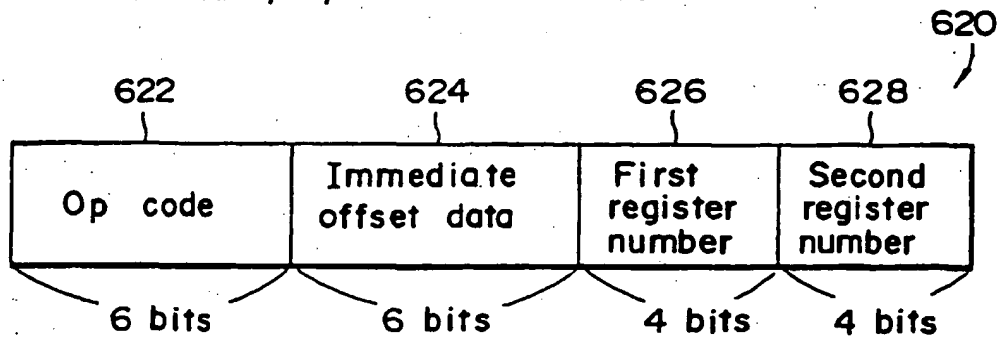 620
622 624 626 628
Op code
Immediate
offset data
First
register
number
Second
register
number
6 bits 6 bits 4 bits 4 bits